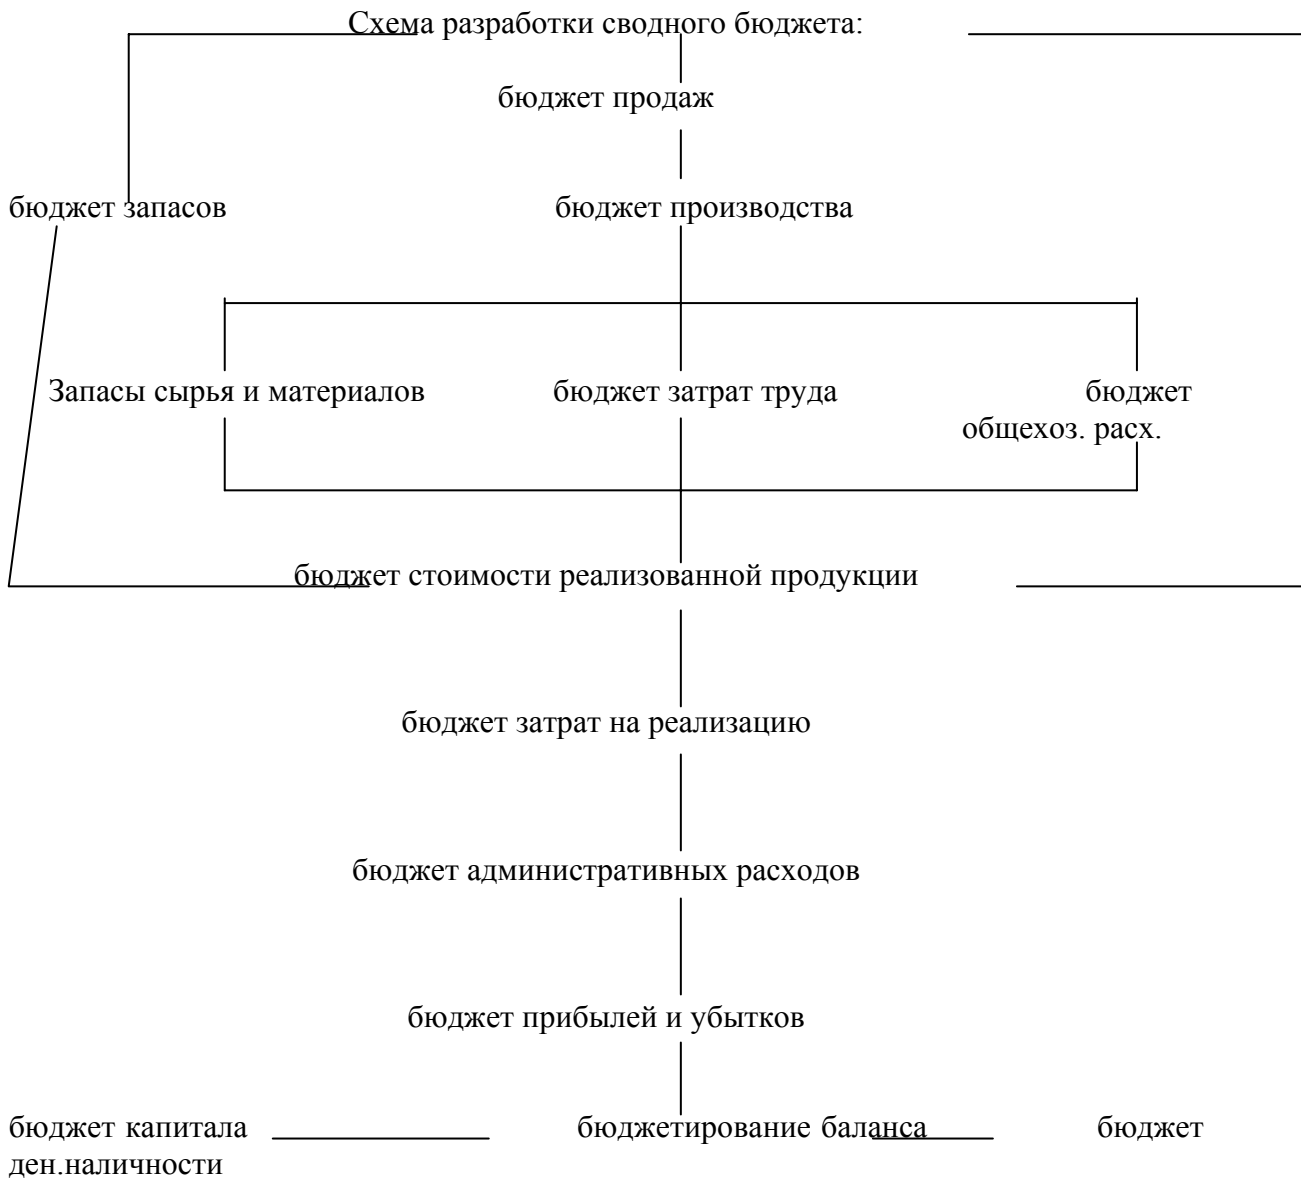 Схема разработки сводного бюджета:
бюджет продаж
бюджет запасов бюджет производства
Запасы сырья и материалов бюджет затрат труда бюджет
общехоз. расх.
бюджет стоимости реализованной продукции
бюджет затрат на реализацию
бюджет административных расходов
бюджет прибылей и убытков
бюджет капитала бюджетирование баланса бюджет
ден.наличности